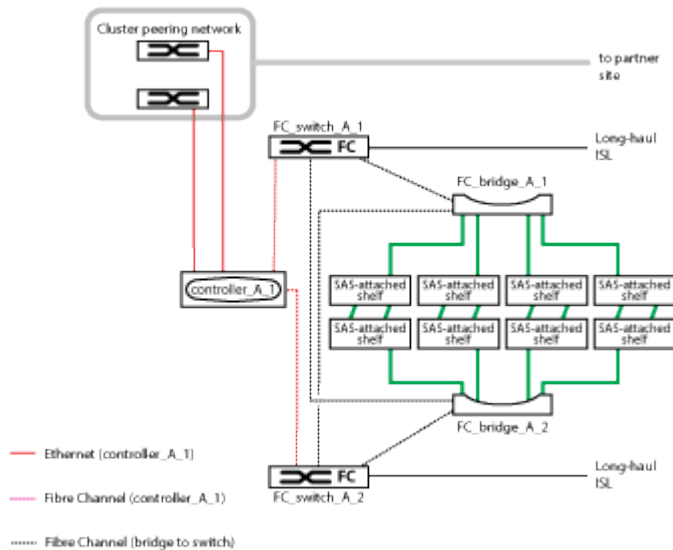 Cluster peering network
to partner
site
FC_switch_A_1
FC
Long-haul
ISL
FC_bridge_A_1
controller_A_1
SAS-attached
shelf
SAS-attached
shelf
SAS-attached
shelf
SAS-attached
shelf
SAS-attached
shelf
SAS-attached
shelf
SAS-attached
shelf
SAS-attached
shelf
FC_bridge_A_2
Ethernet (controller_A_1)
FC
Long-haul
ISL
FC_switch_A_2
Fibre Channel (controller_A_1)
Fibre Channel (bridge to switch)